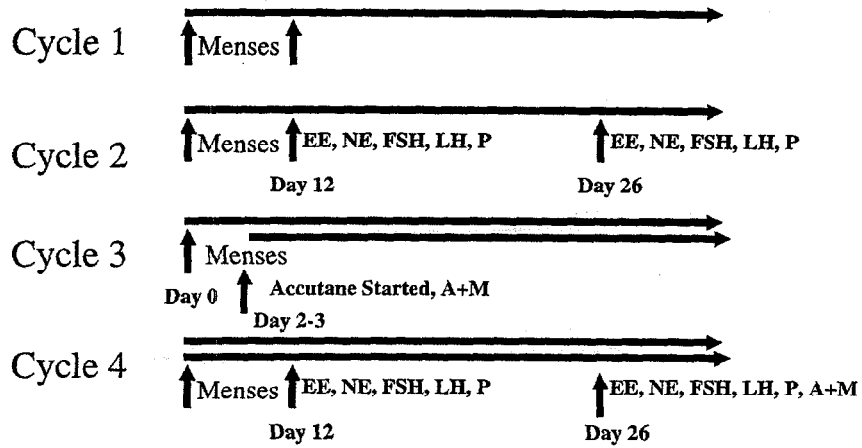 Cycle 1
Menses
Cycle 2
Menses EE, NE, FSH, LH, P EE, NE, FSH, LH, P
Day 12 Day 26
Cycle 3
Menses
Day 0 Accutane Started, A+M
Day 2-3
Cycle 4
Menses EE, NE, FSH, LH, P EE, NE, FSH, LH, P, A+M
Day 12 Day 26